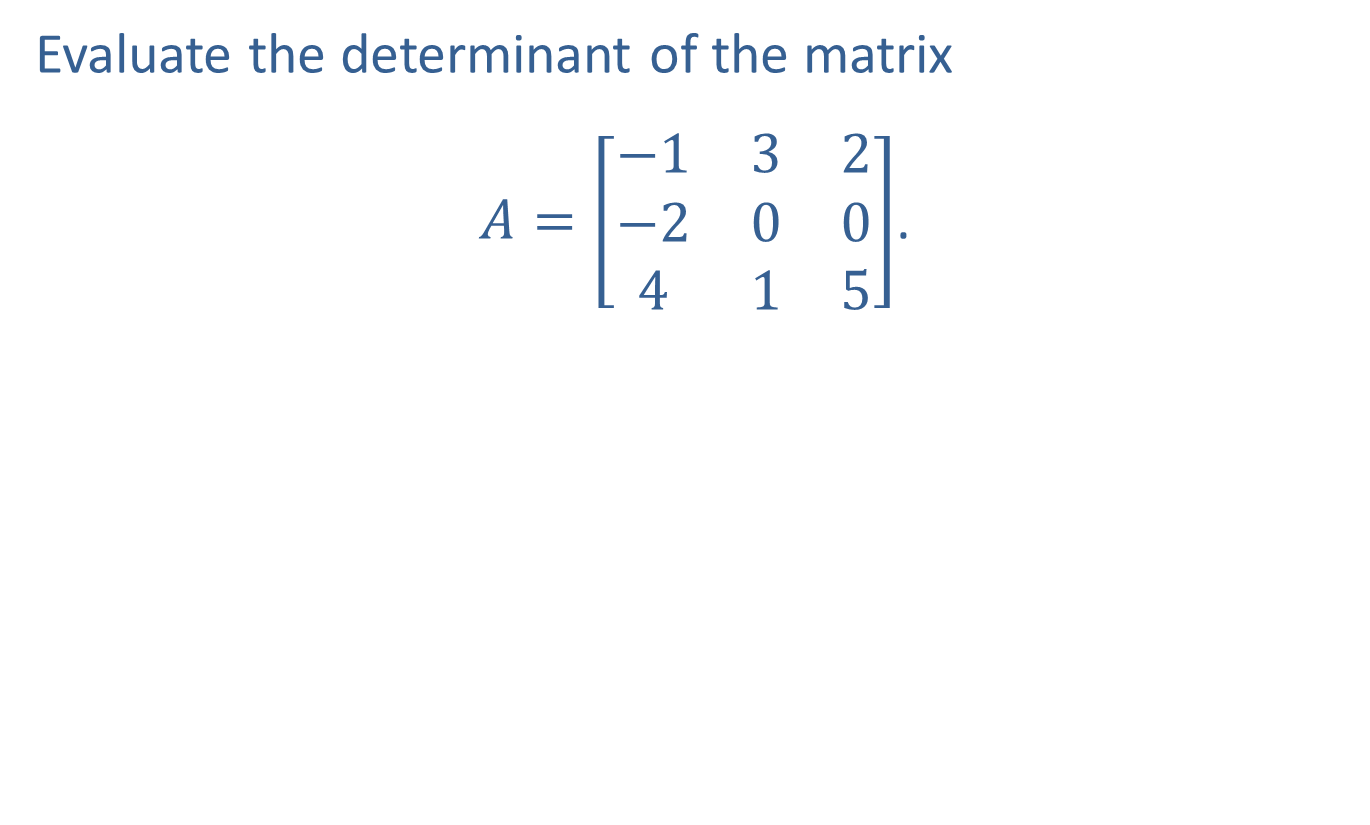 Evaluate the determinant of the matrix
−1 3 2
A = [−2 0 0].
4 1 5